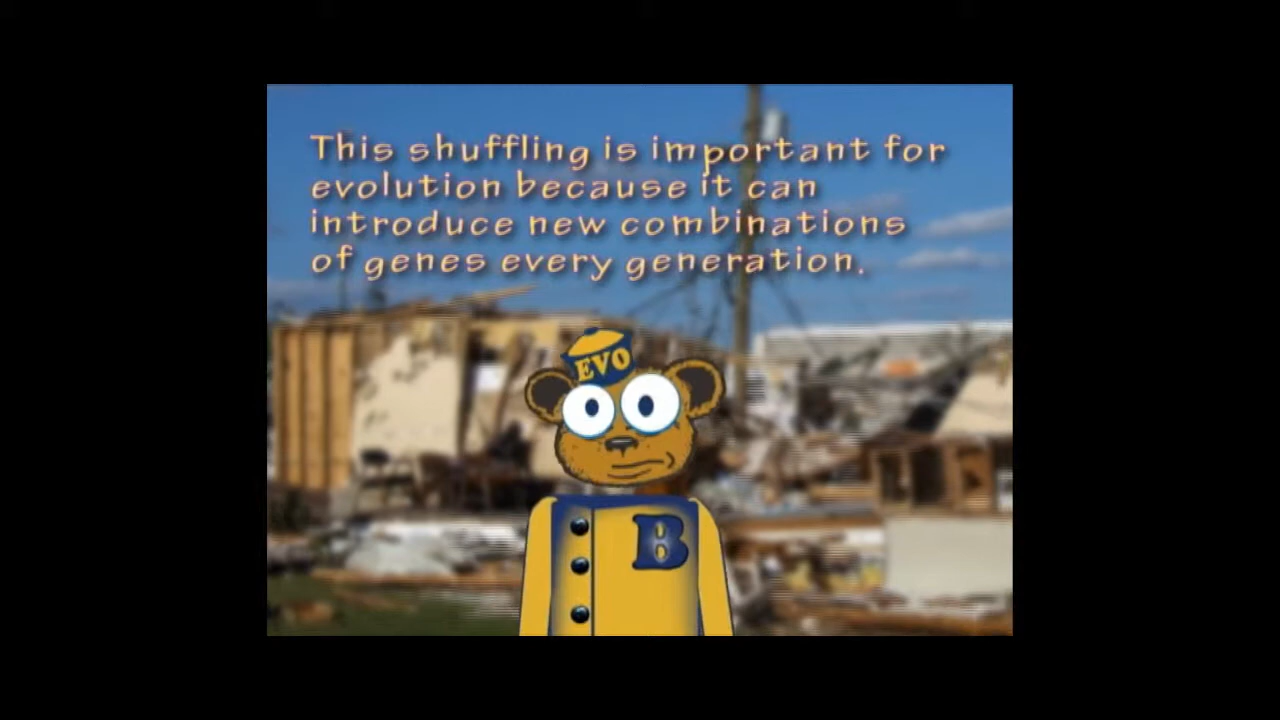 This shuffling is important for
evolution because it can
introduce new combinations
of genes every generation.
EVO
B